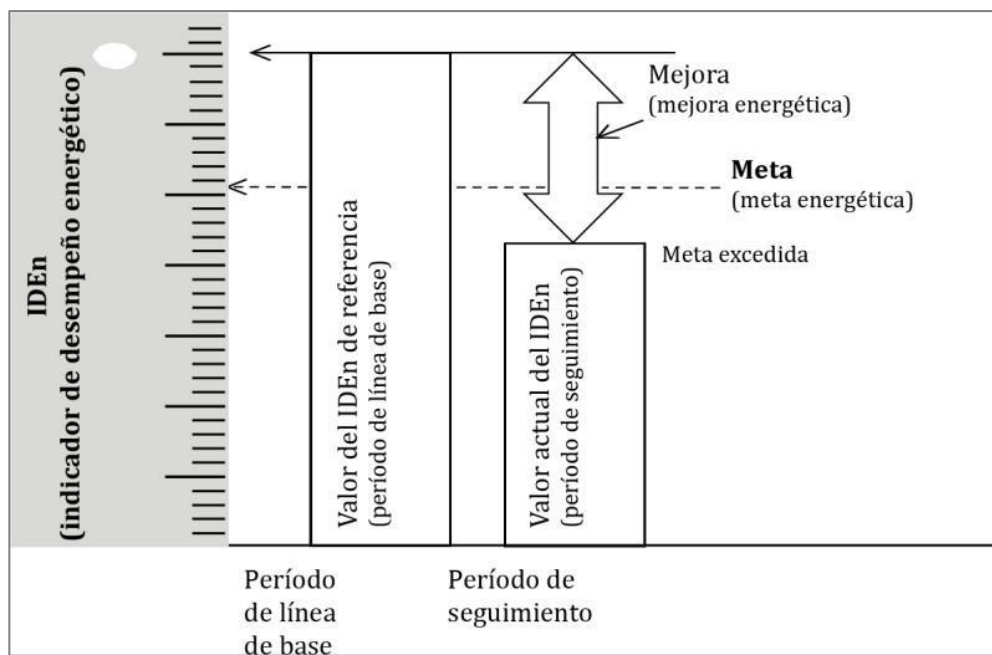 IDEn
(indicador de desempeño energético)
Valor del IDEn de referencia
(período de línea de base)
Valor actual del IDEn
(período de seguimiento)
Mejora
(mejora energética)
Meta
(meta energética)
Meta excedida
Período
de línea
de base
Período de
seguimiento